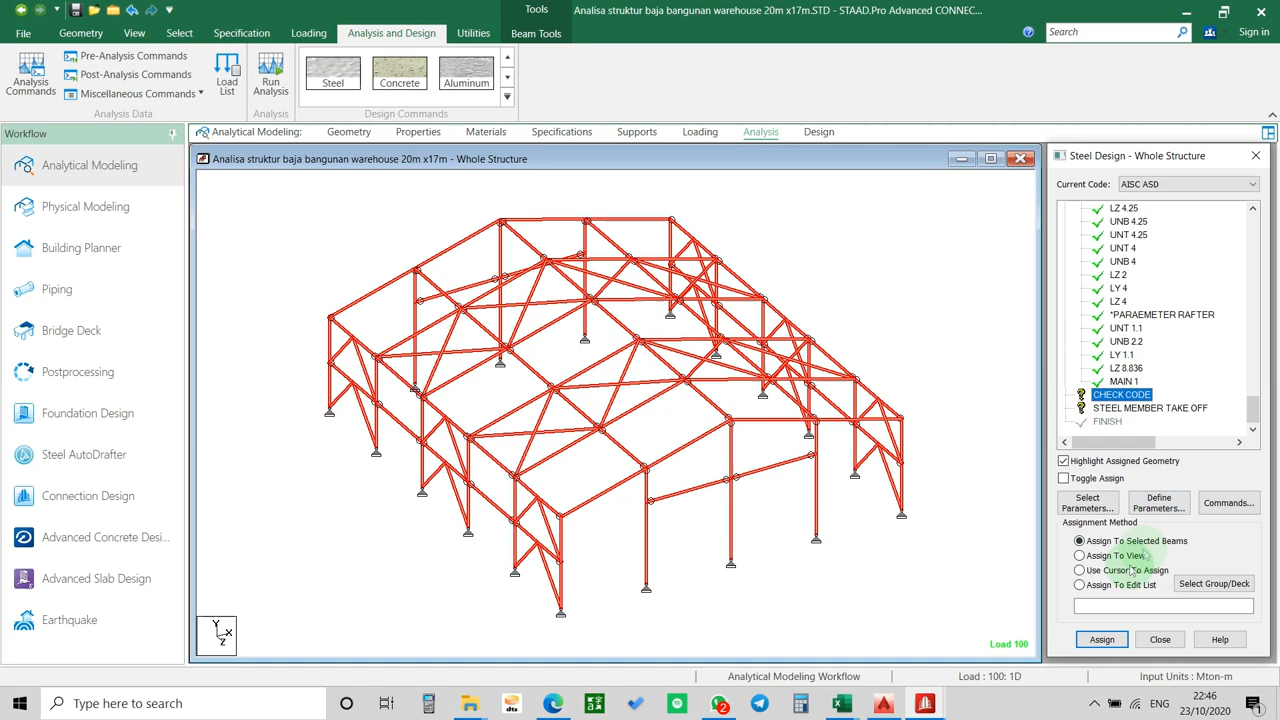 Tools
Analisa struktur baja bangunan warehouse 20m x17m.STD - STAAD.Pro Advanced CONNEC...
File
Geometry
View
Select
Specification
Loading
Analysis and Design
Utilities
Beam Tools
Search
Sign in
Analysis
Commands
Pre-Analysis Commands
Post-Analysis Commands
Miscellaneous Commands
Load
List
Run
Analysis
Steel
Concrete
Aluminum
Analysis Data
Analysis
Design Commands
Workflow
Analytical Modeling:
Geometry
Properties
Materials
Specifications
Supports
Loading
Analysis
Design
Analytical Modeling
Physical Modeling
Building Planner
Piping
Bridge Deck
Postprocessing
Foundation Design
Steel AutoDrafter
Connection Design
Advanced Concrete Desi...
Advanced Slab Design
Earthquake
Analisa struktur baja bangunan warehouse 20m x17m - Whole Structure
Y
X
Z
Load 100
Steel Design - Whole Structure
Current Code:
AISC ASD
LZ 4.25
UNB 4.25
UNT 4.25
UNT 4
UNB 4
LZ 2
LY 4
LZ 4
*PARAEMETER RAFTER
UNT 1.1
UNB 2.2
LY 1.1
LZ 8.836
MAIN 1
CHECK CODE
STEEL MEMBER TAKE OFF
FINISH
Highlight Assigned Geometry
Toggle Assign
Select
Parameters...
Define
Parameters...
Commands...
Assignment Method
Assign To Selected Beams
Assign To View
Use Cursor To Assign
Assign To Edit List
Select Group/Deck
Assign
Close
Help
Analytical Modeling Workflow
Load : 100: 1D
Input Units : Mton-m
Type here to search
dts
2
ENG
22:46
23/10/2020
1